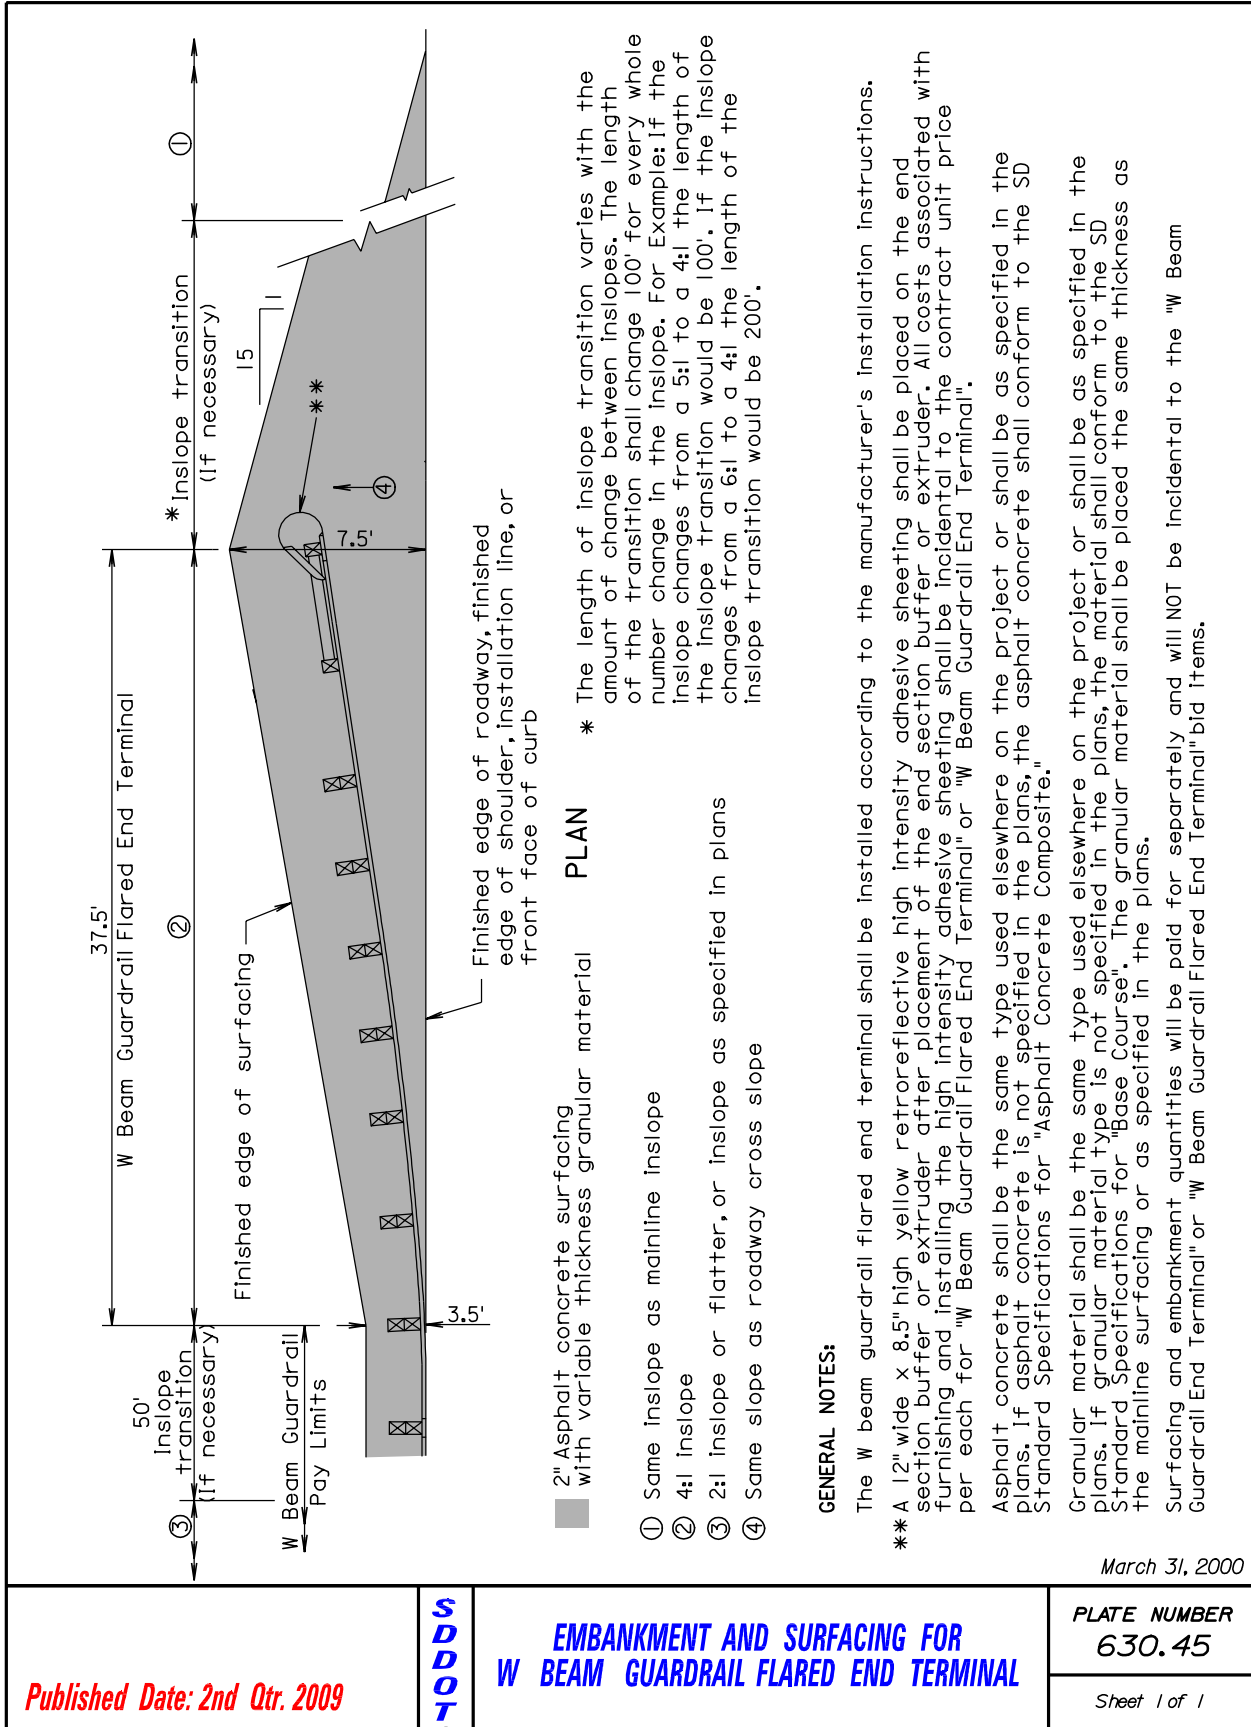 50'
Inslope
transition
(If necessary)
③
W Beam Guardrail
Pay Limits
37.5'
W Beam Guardrail Flared End Terminal
②
* Inslope transition
(If necessary)
①
15
1
**
④
7.5'
3.5'
Finished edge of surfacing
Finished edge of roadway, finished
edge of shoulder, installation line, or
front face of curb
PLAN
2" Asphalt concrete surfacing
with variable thickness granular material
① Same inslope as mainline inslope
② 4:1 inslope
③ 2:1 inslope or flatter, or inslope as specified in plans
④ Same slope as roadway cross slope
* The length of inslope transition varies with the
amount of change between inslopes. The length
of the transition shall change 100' for every whole
number change in the inslope. For Example: If the
inslope changes from a 5:1 to a 4:1 the length of
the inslope transition would be 100'. If the inslope
changes from a 6:1 to a 4:1 the length of the
inslope transition would be 200'.
GENERAL NOTES:
The W beam guardrail flared end terminal shall be installed according to the manufacturer's installation instructions.
** A 12" wide x 8.5' high yellow retroreflective high intensity adhesive sheeting shall be placed on the end
section buffer or extruder after placement of the end section buffer or extruder. All costs associated with
furnishing and installing the high intensity adhesive sheeting shall be incidental to the contract unit price
per each for "W Beam Guardrail Flared End Terminal" or "W Beam Guardrail End Terminal".
Asphalt concrete shall be the same type used elsewhere on the project or shall be as specified in the
plans. If asphalt concrete is not specified in the plans, the asphalt concrete shall conform to the SD
Standard Specifications for "Asphalt Concrete Composite."
Granular material shall be the same type used elsewhere on the project or shall be as specified in the
plans. If granular material type is not specified in the plans, the material shall conform to the SD
Standard Specifications for "Base Course". The granular material shall be placed the same thickness as
the mainline surfacing or as specified in the plans.
Surfacing and embankment quantities will be paid for separately and will NOT be incidental to the "W Beam
Guardrail End Terminal" or "W Beam Guardrail Flared End Terminal" bid items.
March 31, 2000
Published Date: 2nd Qtr. 2009
SDDOT
EMBANKMENT AND SURFACING FOR
W BEAM GUARDRAIL FLARED END TERMINAL
PLATE NUMBER
630.45
Sheet 1 of 1